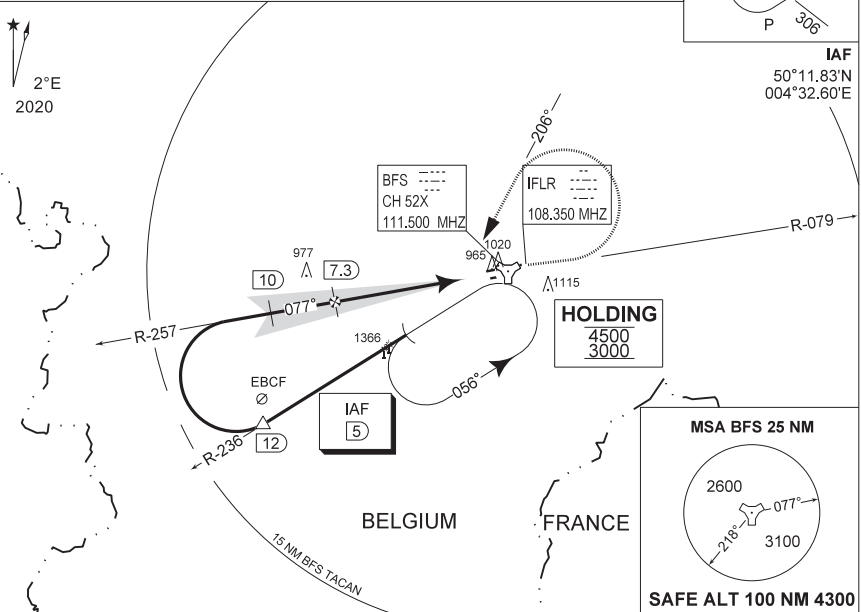 P
306
IAF
50°11.83'N
004°32.60'E
2°E
2020
206°
BFS
CH 52X
111.500 MHZ
IFLR
108.350 MHZ
R-079
977
965
1020
1115
10
7.3
077°
HOLDING
4500
3000
R-257
1366
EBCF
056°
IAF
5
12
R-236
MSA BFS 25 NM
2600
077°
218°
3100
BELGIUM
FRANCE
15 NM BFS TACAN
SAFE ALT 100 NM 4300